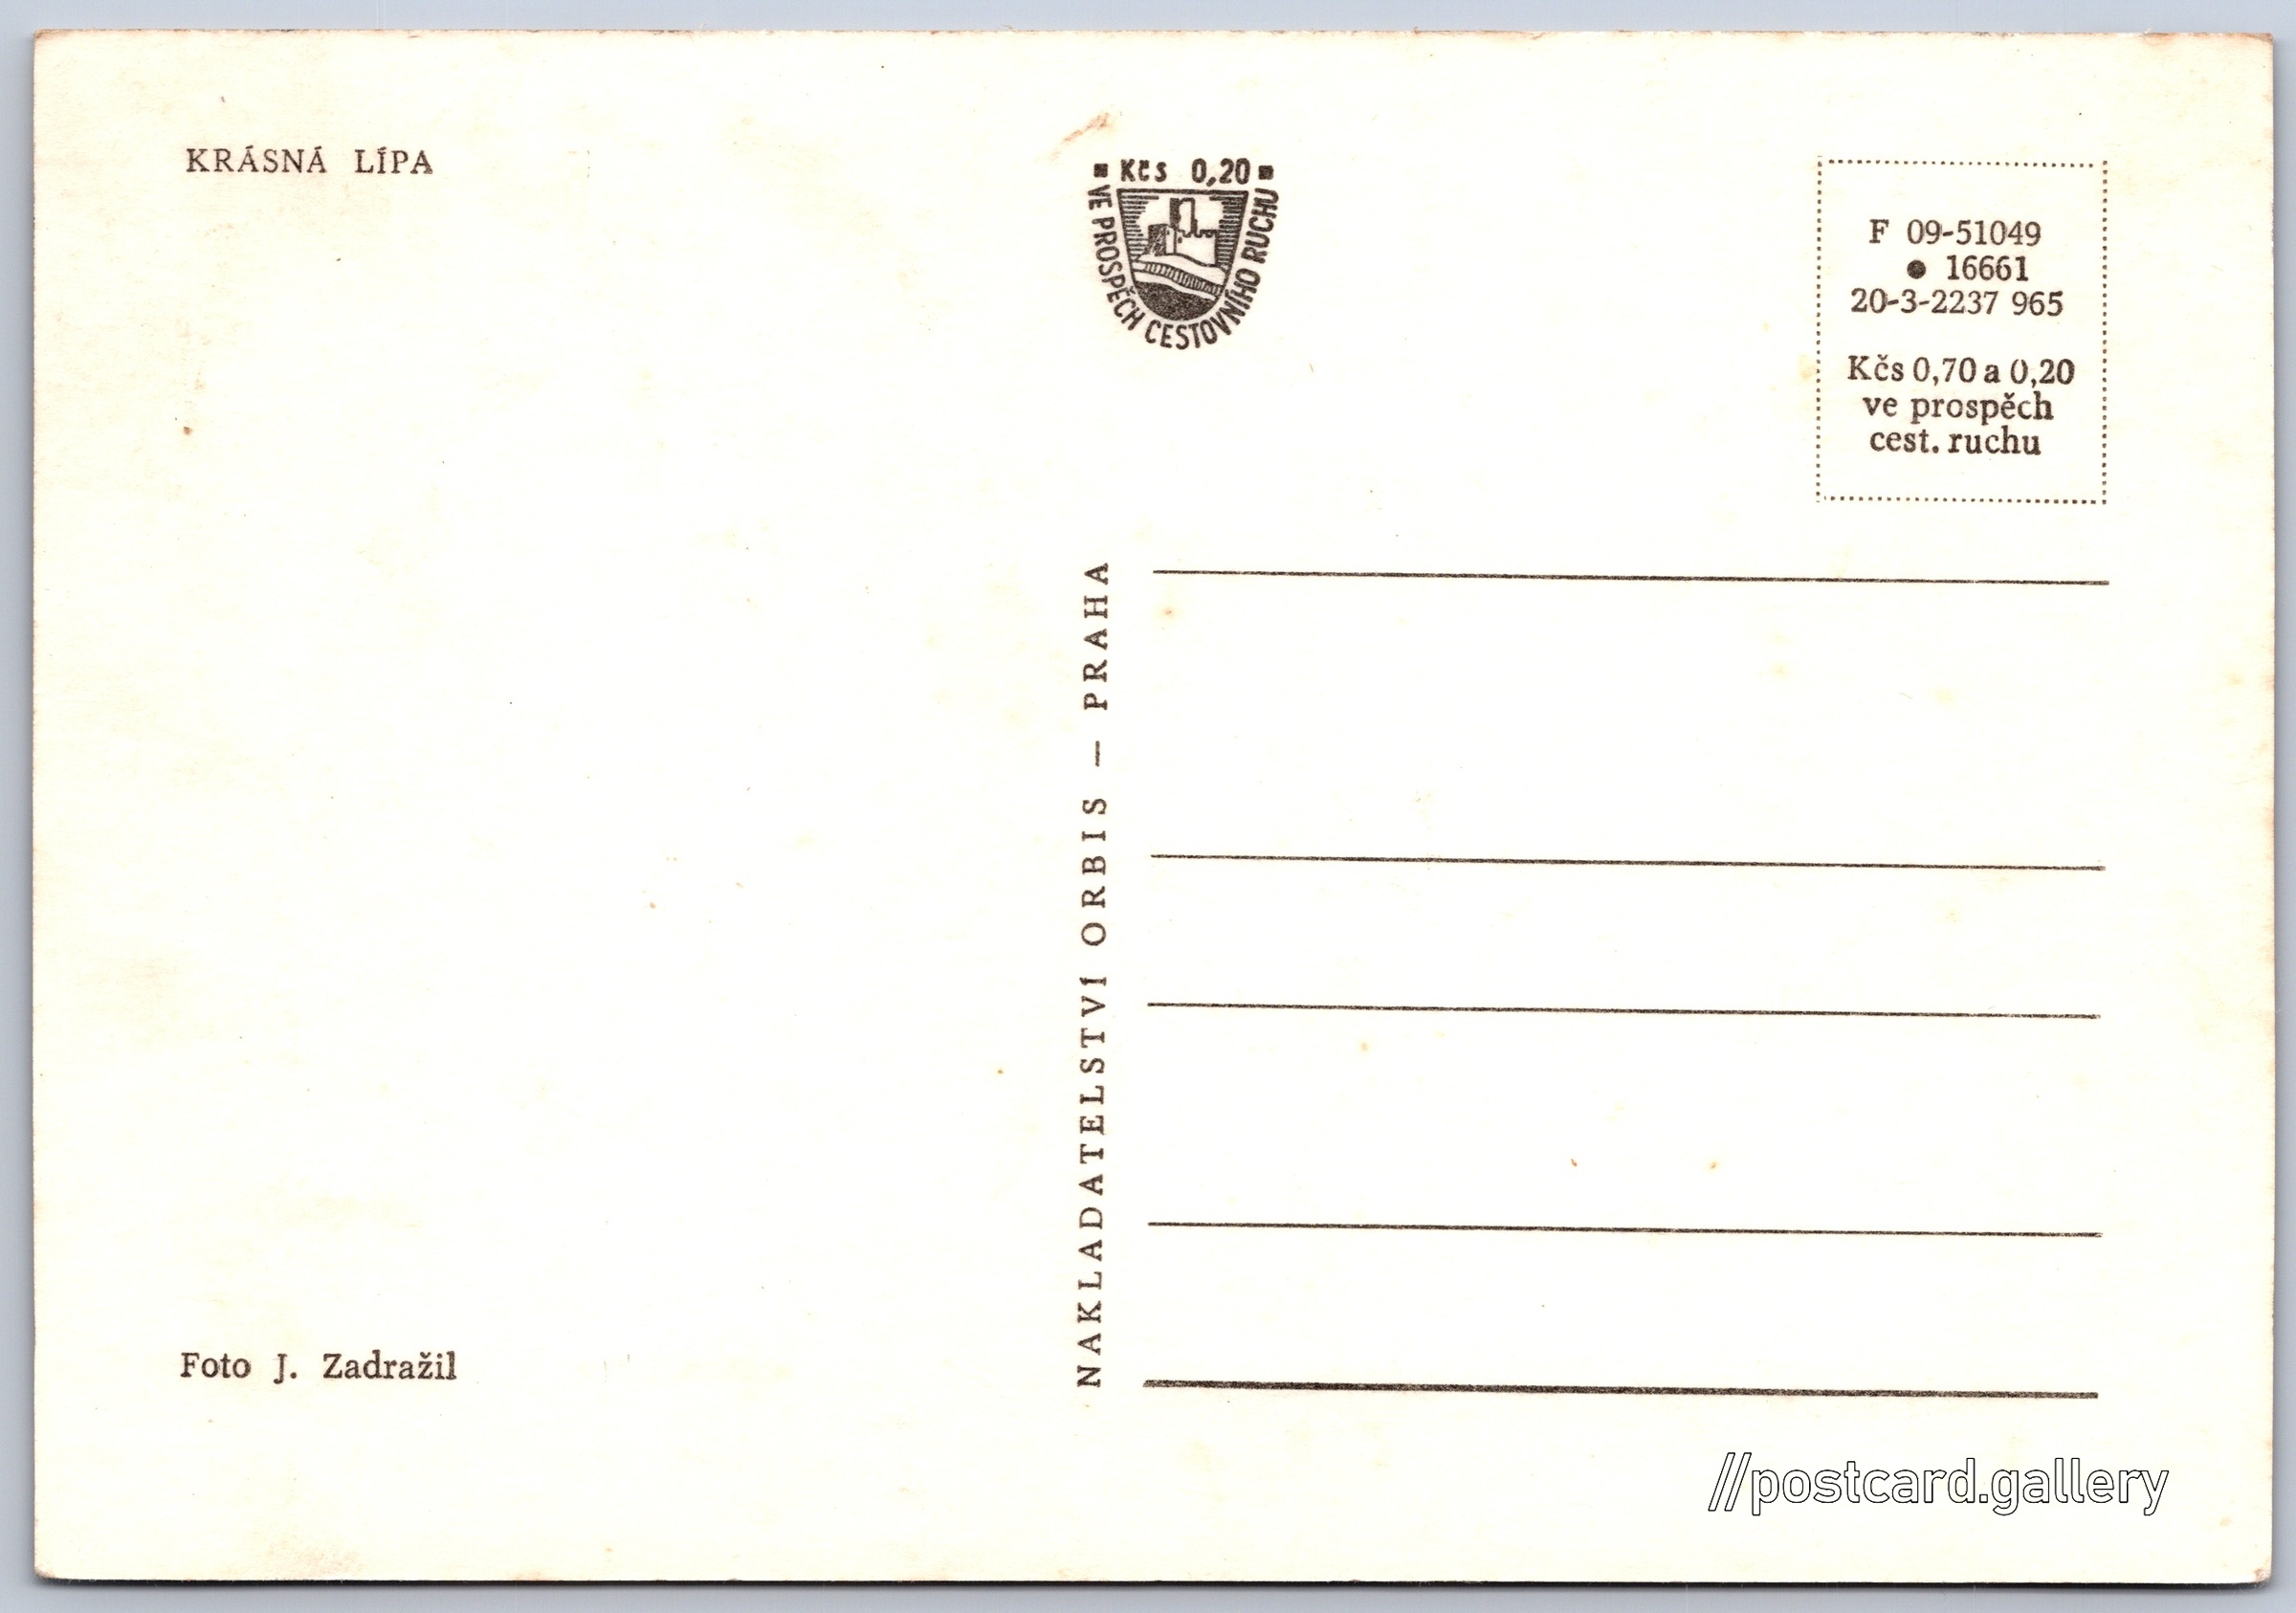 KRÁSNÁ LÍPA
Kčs 0,20
VE PROSPĚCH CESTOVNÍHO RUCHU
F 09-51049
● 16661
20-3-2237 965
Kčs 0,70 a 0,20
ve prospěch
cest. ruchu
NAKLADATELSTVÍ ORBIS — PRAHA
Foto J. Zadražil
//postcard.gallery